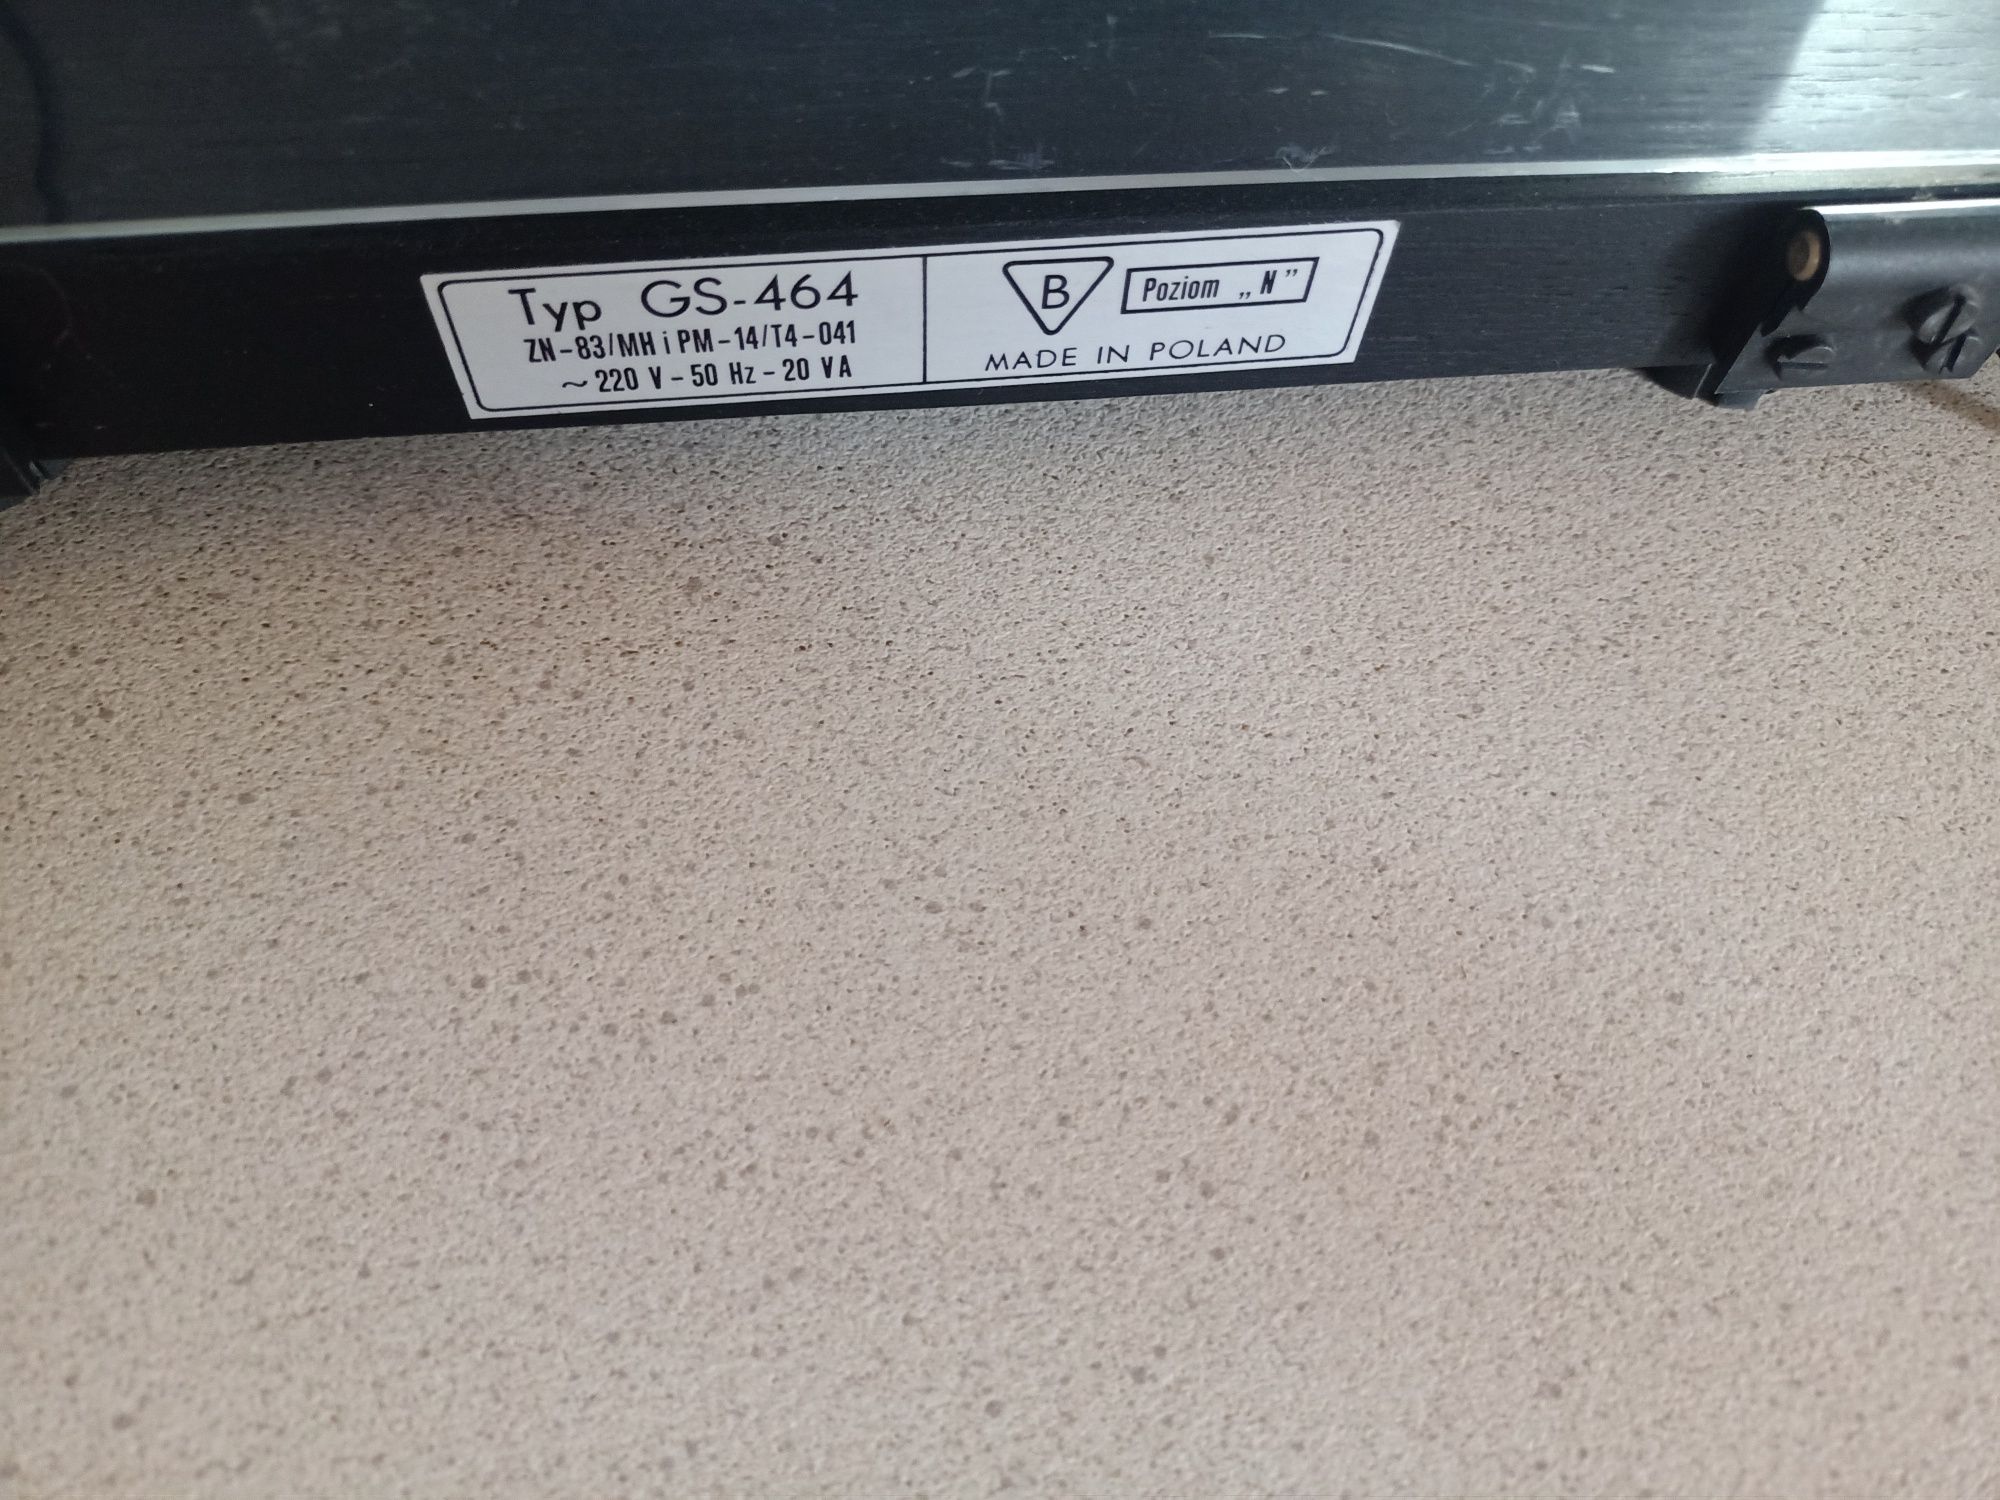 Typ GS-464
ZN-83/MH i PM-14/T4-041
~ 220 V - 50 Hz - 20 VA
B
Poziom „N”
MADE IN POLAND